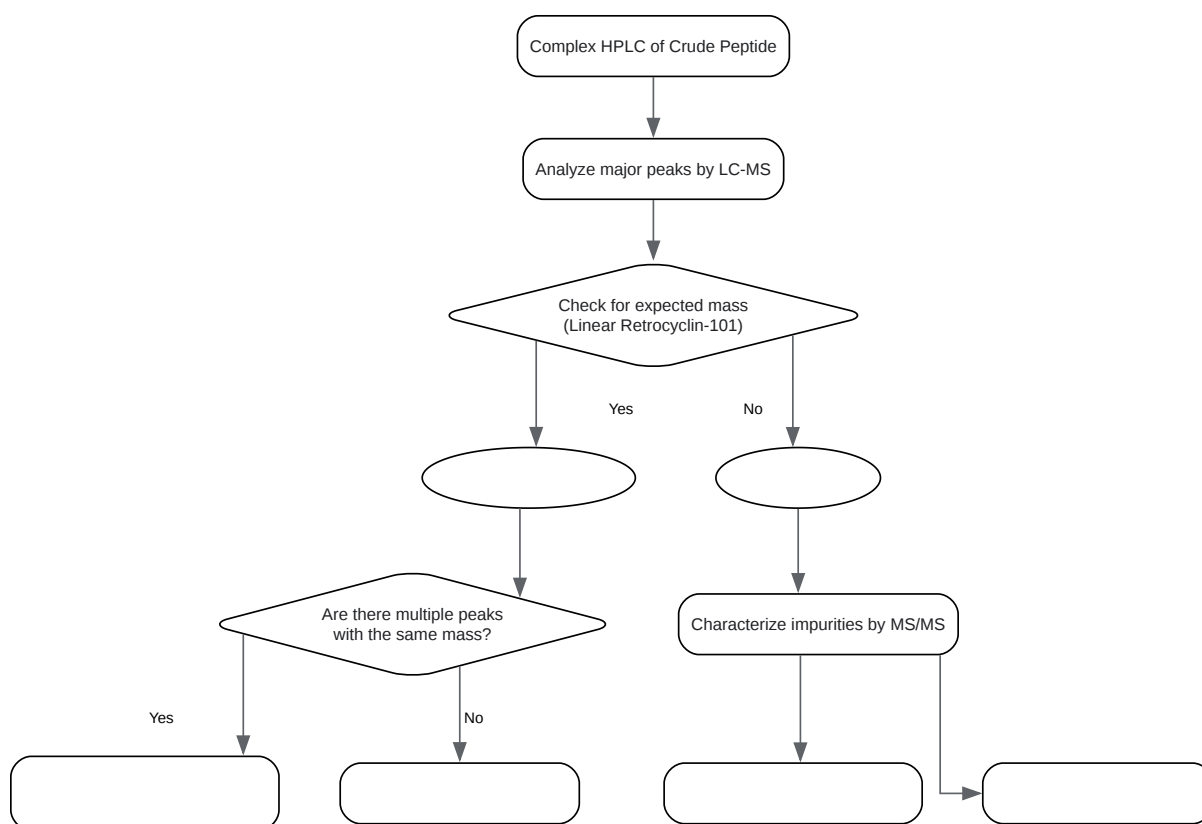 Complex HPLC of Crude Peptide
Analyze major peaks by LC-MS
Check for expected mass
(Linear Retrocyclin-101)
Yes
No
Are there multiple peaks
with the same mass?
Characterize impurities by MS/MS
Yes
No